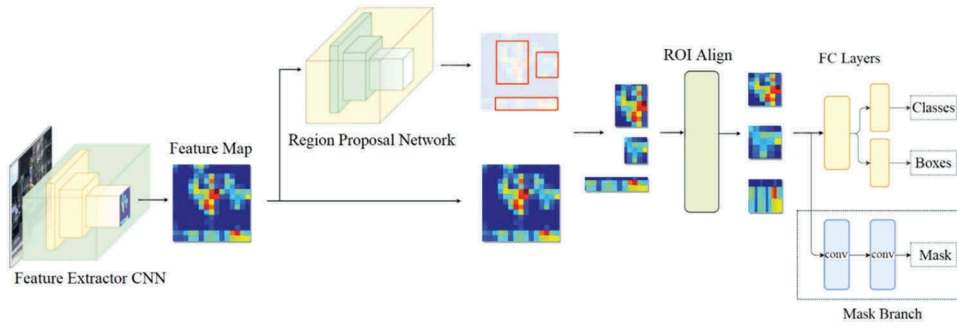 Feature Extractor CNN
Feature Map
Region Proposal Network
ROI Align
FC Layers
Classes
Boxes
conv
conv
Mask
Mask Branch